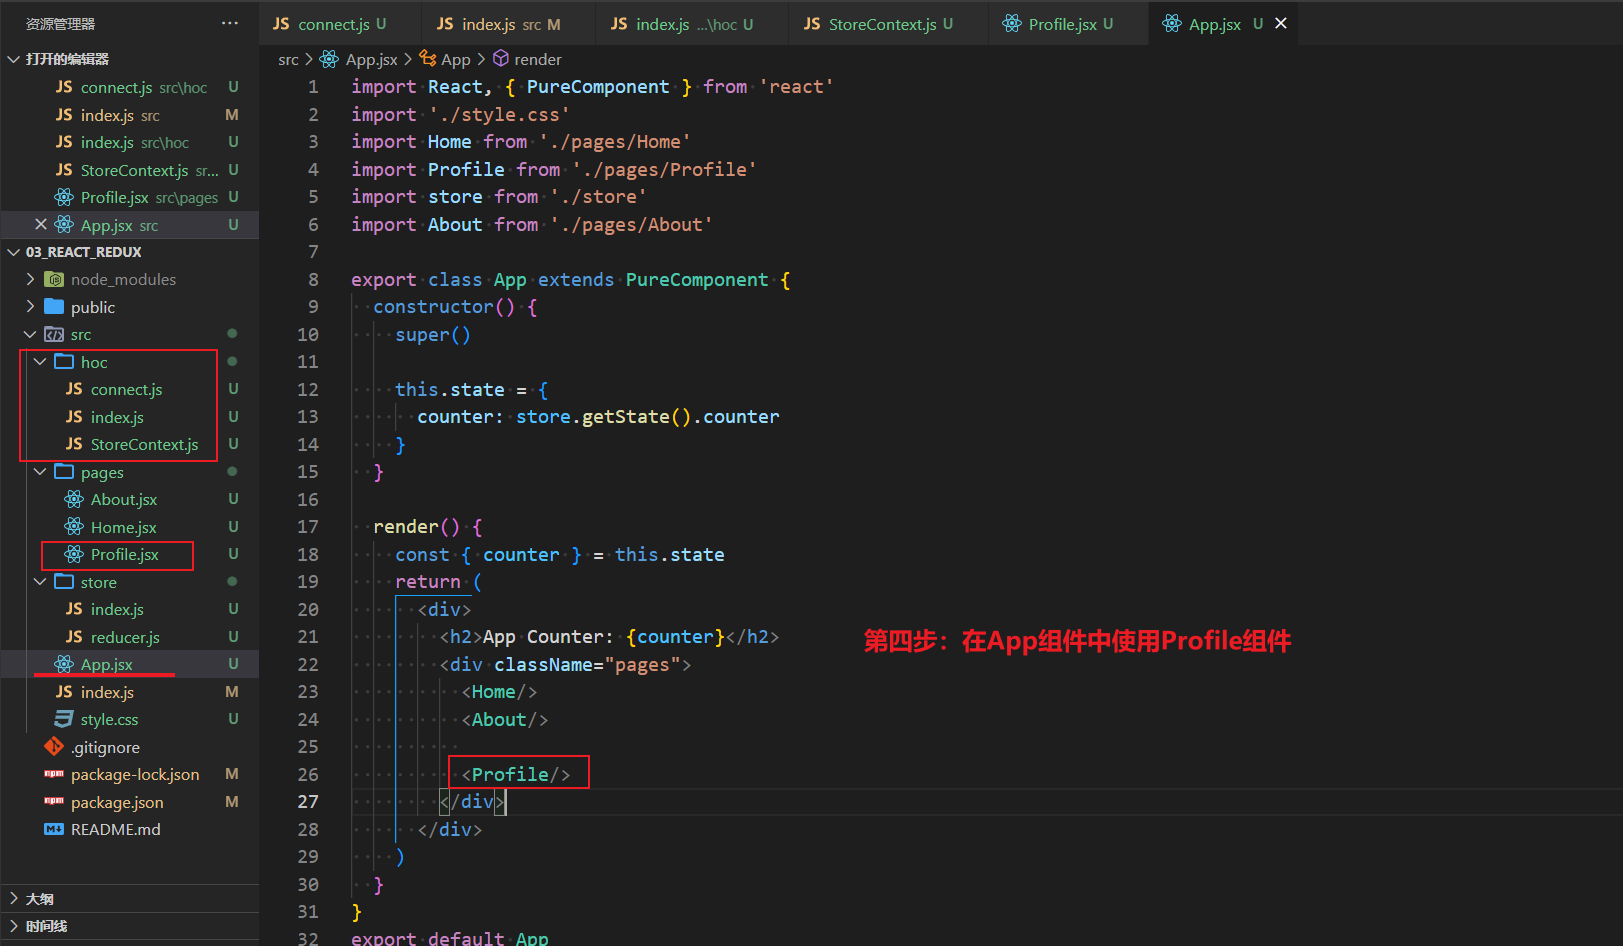 资源管理器 ···
打开的编辑器
JS connect.js src\hoc U
JS index.js src M
JS index.js src\hoc U
JS StoreContext.js sr... U
Profile.jsx src\pages U
App.jsx src U
03_REACT_REDUX
node_modules
public
src
hoc
JS connect.js U
JS index.js U
JS StoreContext.js U
pages
About.jsx U
Home.jsx U
Profile.jsx U
store
JS index.js U
JS reducer.js U
App.jsx U
JS index.js M
style.css U
.gitignore
npm package-lock.json M
npm package.json M
README.md
大纲
时间线
JS connect.js U JS index.js src M JS index.js ...\hoc U JS StoreContext.js U Profile.jsx U App.jsx U
src > App.jsx > App > render
1 import React, { PureComponent } from 'react'
2 import './style.css'
3 import Home from './pages/Home'
4 import Profile from './pages/Profile'
5 import store from './store'
6 import About from './pages/About'
7
8 export class App extends PureComponent {
9 constructor() {
10 super()
11
12 this.state = {
13 counter: store.getState().counter
14 }
15 }
16
17 render() {
18 const { counter } = this.state
19 return (
20 <div>
21 <h2>App Counter: {counter}</h2>
22 <div className="pages">
23 <Home/>
24 <About/>
25
26 <Profile/>
27 </div>
28 </div>
29 )
30 }
31 }
32 export default App
第四步：在App组件中使用Profile组件